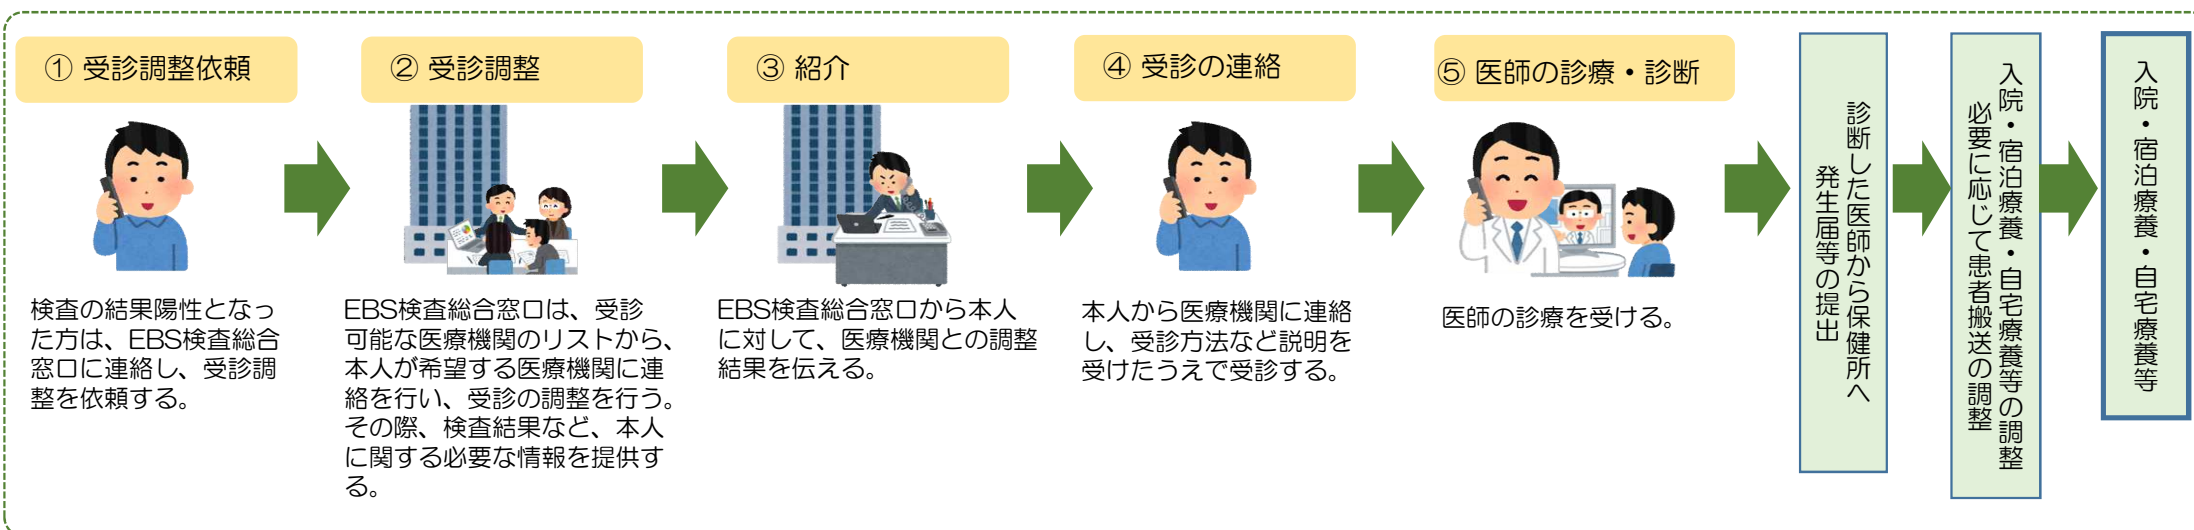 ① 受診調整依頼
検査の結果陽性となっ
た方は、EBS検査総合
窓口に連絡し、受診調
整を依頼する。
② 受診調整
EBS検査総合窓口は、受診
可能な医療機関のリストから、
本人が希望する医療機関に連
絡を行い、受診の調整を行う。
その際、検査結果など、本人
に関する必要な情報を提供す
る。
③ 紹介
EBS検査総合窓口から本人
に対して、医療機関との調整
結果を伝える。
④ 受診の連絡
本人から医療機関に連絡
し、受診方法など説明を
受けたうえで受診する。
⑤ 医師の診療・診断
医師の診療を受ける。
診断した医師から保健所へ
発生届等の提出
入院・宿泊療養・自宅療養等の調整
必要に応じて患者搬送の調整
入院・宿泊療養・自宅療養等